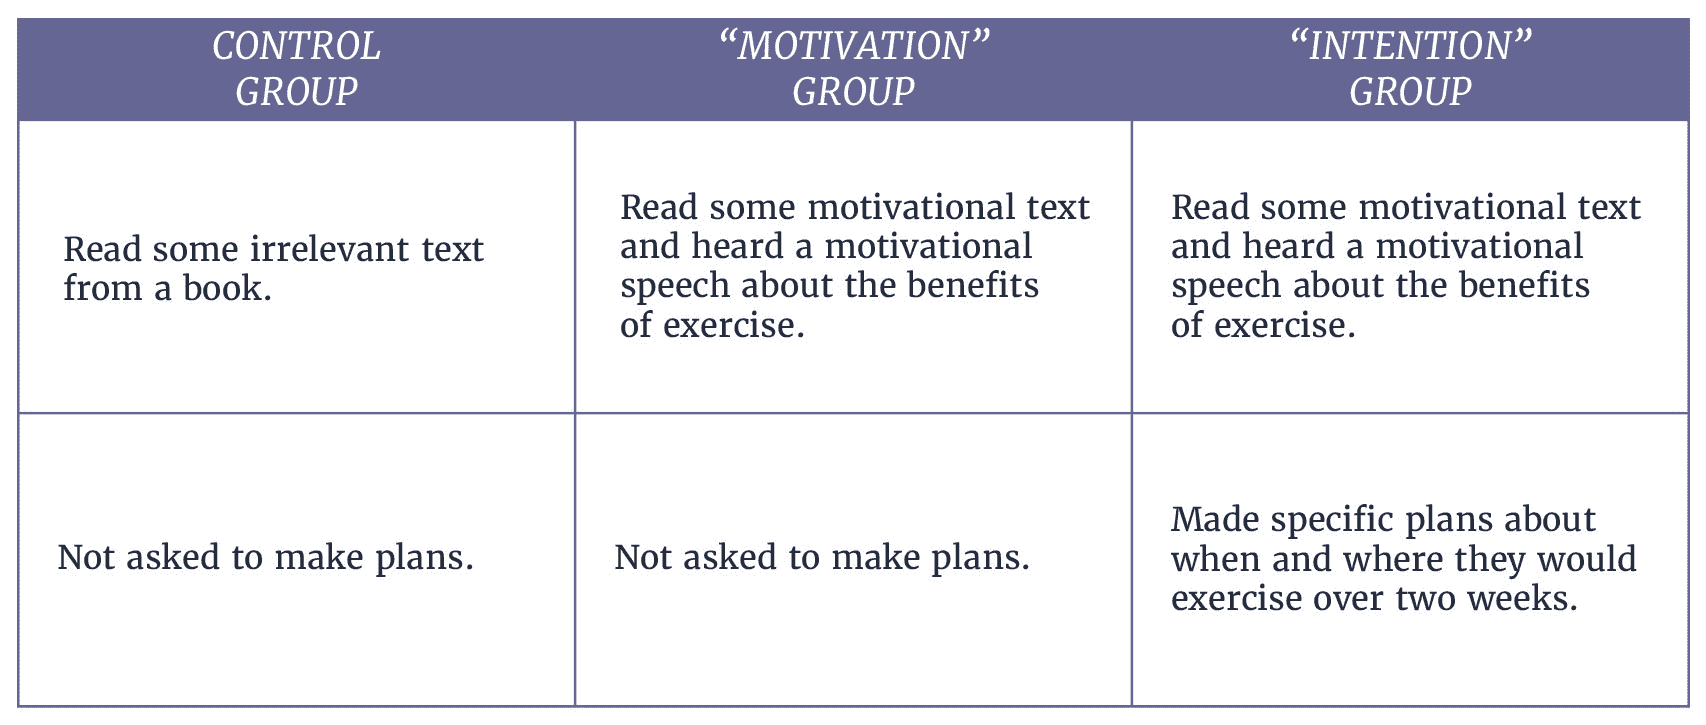 CONTROL
GROUP
“MOTIVATION”
GROUP
“INTENTION”
GROUP
Read some irrelevant text
from a book.
Read some motivational text
and heard a motivational
speech about the benefits
of exercise.
Read some motivational text
and heard a motivational
speech about the benefits
of exercise.
Not asked to make plans.
Not asked to make plans.
Made specific plans about
when and where they would
exercise over two weeks.